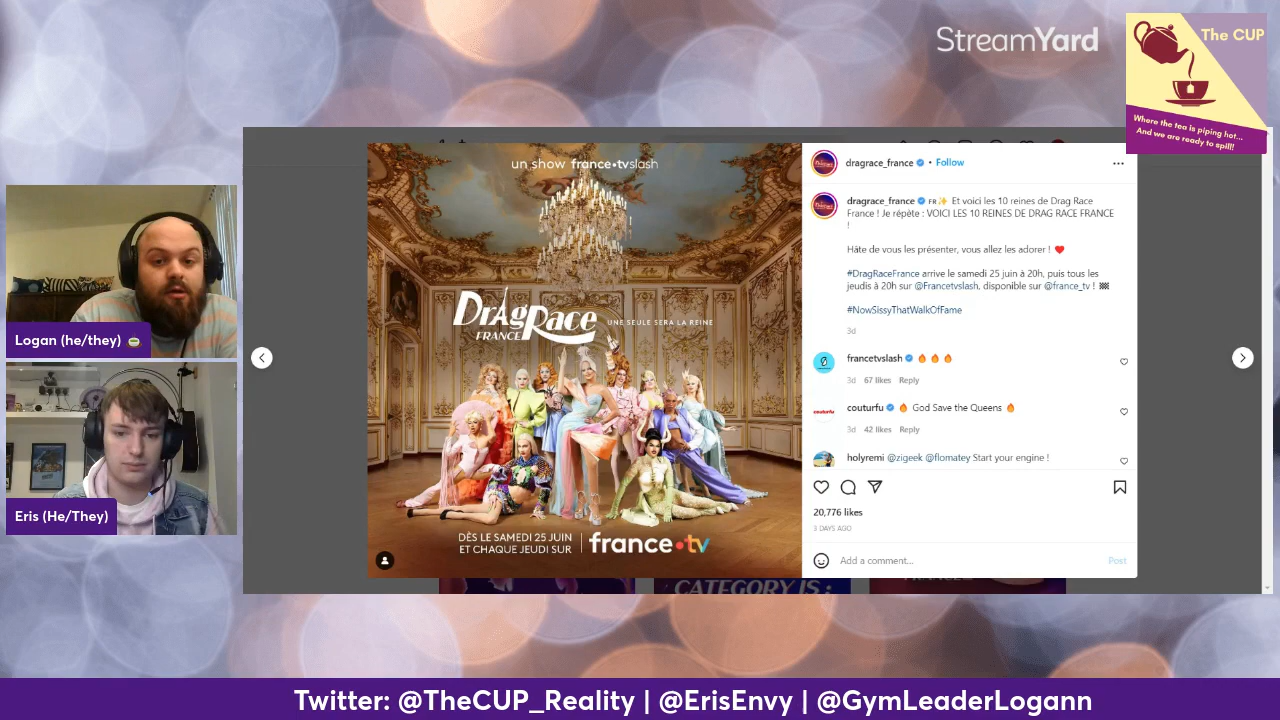 StreamYard
The CUP
Where the tea is piping hot...
And we are ready to spill!
Logan (he/they)
Eris (He/They)
un show france•tvslash
DrAgRace
FRANCE
UNE SEULE SERA LA REINE
DÈS LE SAMEDI 25 JUIN
ET CHAQUE JEUDI SUR
france•tv
dragrace_france • Follow
dragrace_france FR✨ Et voici les 10 reines de Drag Race
France ! Je répète : VOICI LES 10 REINES DE DRAG RACE FRANCE
!
Hâte de vous les présenter, vous allez les adorer ! ❤️
#DragRaceFrance arrive le samedi 25 juin à 20h, puis tous les
jeudis à 20h sur @Francetvslash, disponible sur @france_tv ! 🏁
#NowSissyThatWalkOfFame
3d
francetvslash 🔥 🔥 🔥
3d 67 likes Reply
couturfu 🔥 God Save the Queens 🔥
3d 42 likes Reply
holyremi @zigeek @flomatey Start your engine !
20,776 likes
3 DAYS AGO
Add a comment...
Post
CATEGORY IS :
Twitter: @TheCUP_Reality | @ErisEnvy | @GymLeaderLogann